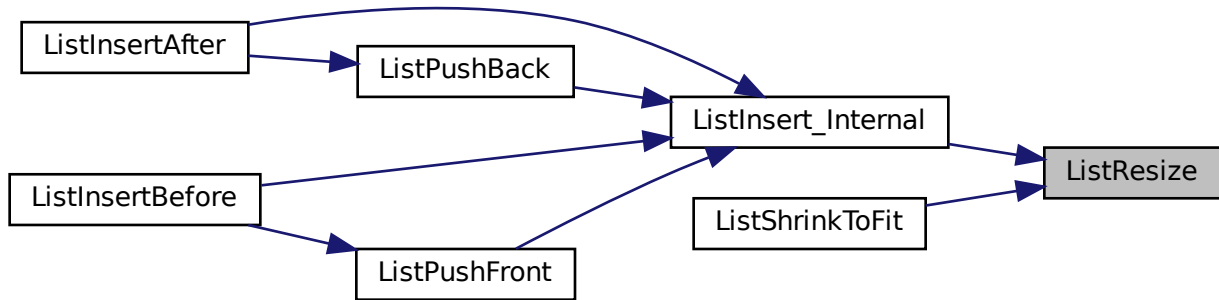 ListInsertAfter
ListPushBack
ListInsert_Internal
ListResize
ListInsertBefore
ListShrinkToFit
ListPushFront